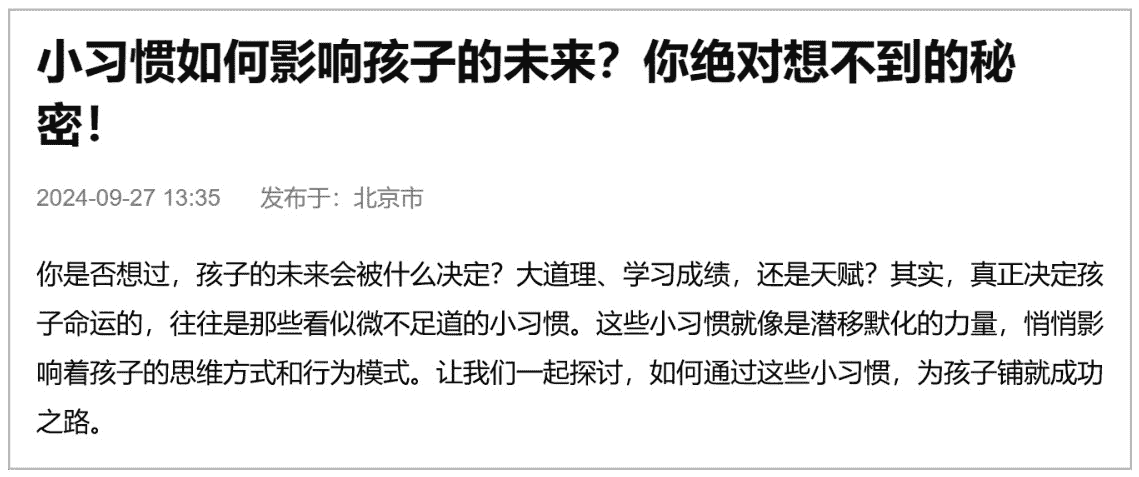 小习惯如何影响孩子的未来？你绝对想不到的秘
密！
2024-09-27 13:35 发布于：北京市
你是否想过，孩子的未来会被什么决定？大道理、学习成绩，还是天赋？其实，真正决定孩
子命运的，往往是那些看似微不足道的小习惯。这些小习惯就像是潜移默化的力量，悄悄影
响着孩子的思维方式和行为模式。让我们一起探讨，如何通过这些小习惯，为孩子铺就成功
之路。